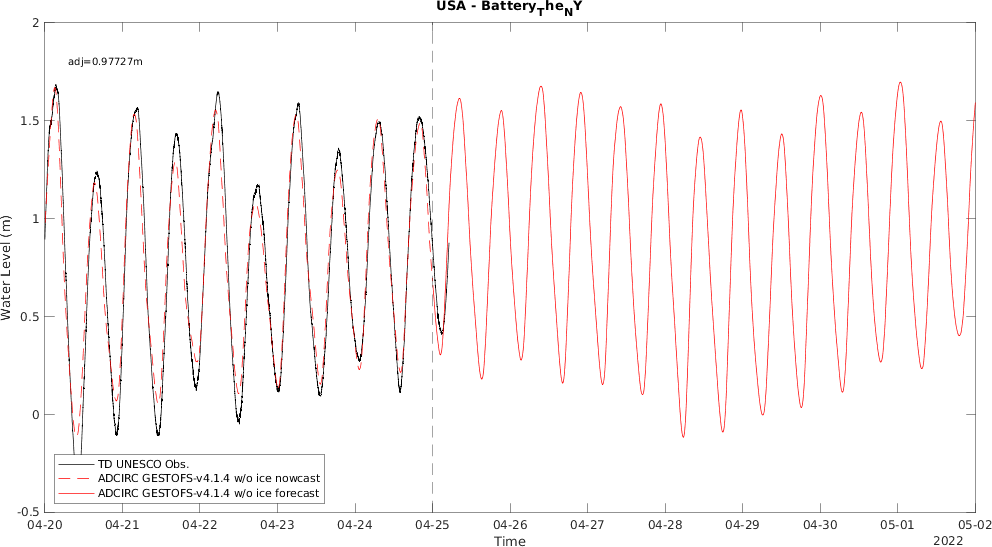 USA - Battery_The_NY
2
adj=0.97727m
1.5
1
Water Level (m)
0.5
0
TD UNESCO Obs.
ADCIRC GESTOFS-v4.1.4 w/o ice nowcast
ADCIRC GESTOFS-v4.1.4 w/o ice forecast
-0.5
04-20 04-21 04-22 04-23 04-24 04-25 04-26 04-27 04-28 04-29 04-30 05-01 05-02
Time
2022